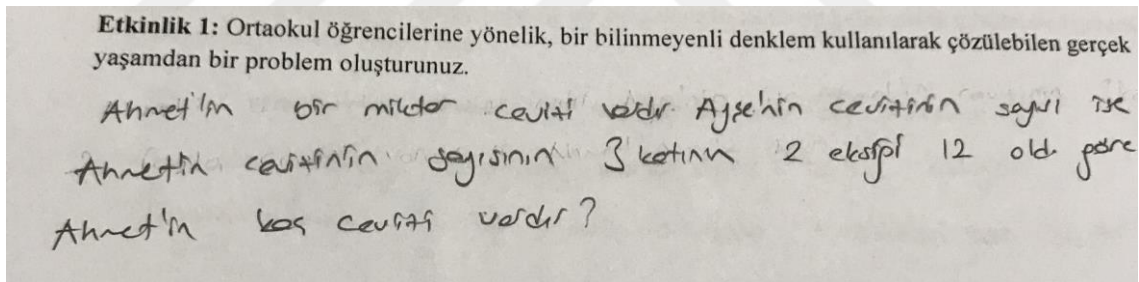 Etkinlik 1: Ortaokul öğrencilerine yönelik, bir bilinmeyenli denklem kullanılarak çözülebilen gerçek
yaşamdan bir problem oluşturunuz.
Ahmet'in bir miktar cevizi vardır. Ayşe'nin cevizinin sayısı ise
Ahmet'in cevizinin sayısının 3 katının 2 eksiği 12 old. göre
Ahmet'in kaç cevizi vardır?